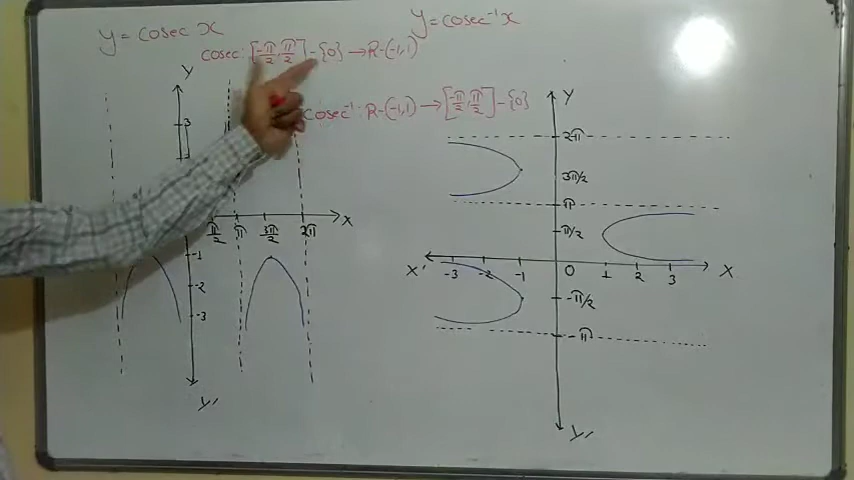 y = cosec x
y = cosec⁻¹ x
cosec: [-π/2, π/2] - {0} → R-(-1,1)
cosec⁻¹ : R-(-1,1) → [-π/2, π/2] - {0}
Y
3
π/2 π 3π/2 2π X
-1
-2
-3
Y'
Y
2π
3π/2
π
π/2
X' -3 -2 -1 0 1 2 3 X
-π/2
-π
Y'